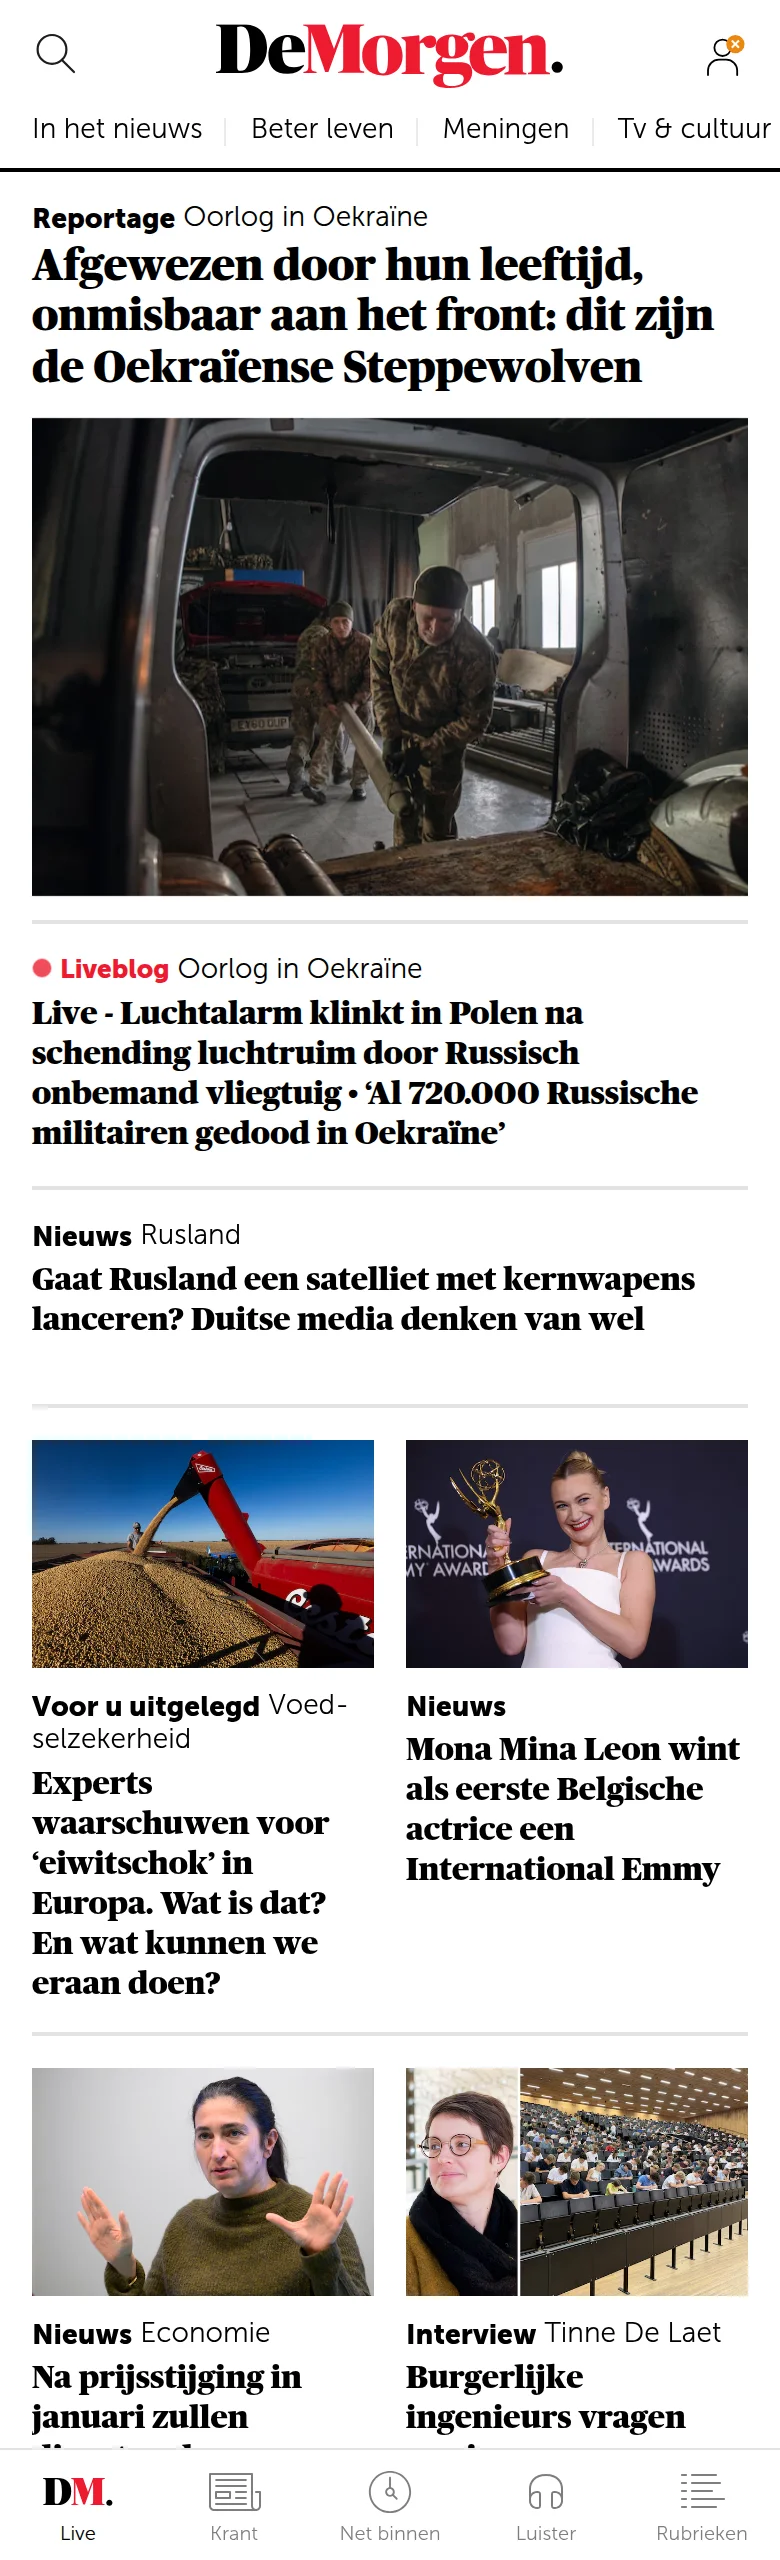 DeMorgen.
In het nieuws
Beter leven
Meningen
Tv & cultuur
Reportage Oorlog in Oekraïne
Afgewezen door hun leeftijd,
onmisbaar aan het front: dit zijn
de Oekraïense Steppewolven
Liveblog Oorlog in Oekraïne
Live - Luchtalarm klinkt in Polen na
schending luchtruim door Russisch
onbemand vliegtuig • ‘Al 720.000 Russische
militairen gedood in Oekraïne’
Nieuws Rusland
Gaat Rusland een satelliet met kernwapens
lanceren? Duitse media denken van wel
ERNATION
MY AWARD
ERNATIONAL
AWARDS
Voor u uitgelegd Voed-
selzekerheid
Experts
waarschuwen voor
‘eiwitschok’ in
Europa. Wat is dat?
En wat kunnen we
eraan doen?
Nieuws
Mona Mina Leon wint
als eerste Belgische
actrice een
International Emmy
Nieuws Economie
Na prijsstijging in
januari zullen
Interview Tinne De Laet
Burgerlijke
ingenieurs vragen
DM.
Live
Krant
Net binnen
Luister
Rubrieken